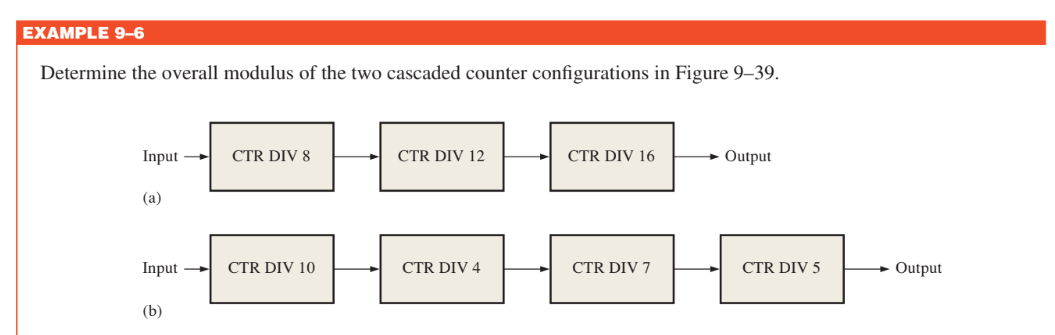 EXAMPLE 9–6
Determine the overall modulus of the two cascaded counter configurations in Figure 9–39.
Input CTR DIV 8 CTR DIV 12 CTR DIV 16 Output
(a)
Input CTR DIV 10 CTR DIV 4 CTR DIV 7 CTR DIV 5 Output
(b)